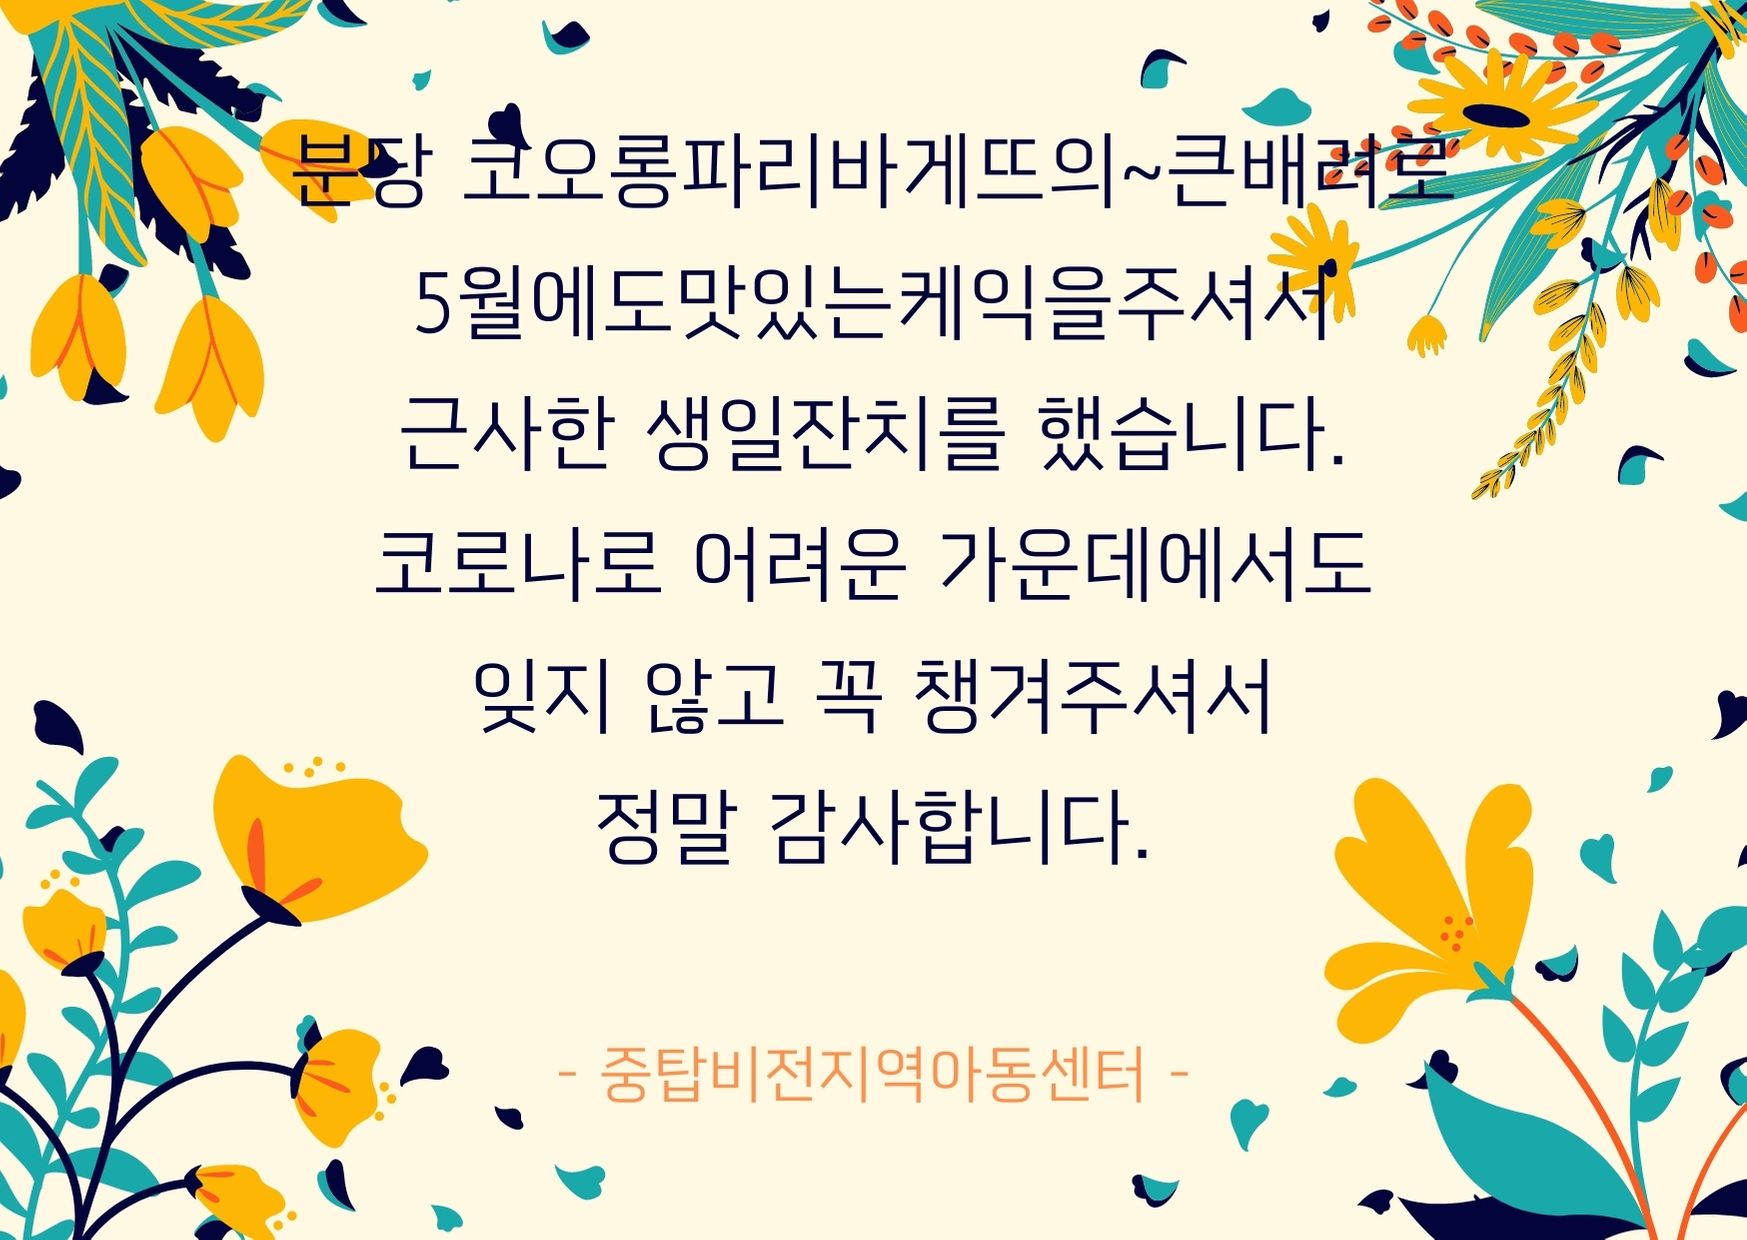 분당 코오롱파리바게뜨의~큰배려로
5월에도맛있는케익을주셔서
근사한 생일잔치를 했습니다.
코로나로 어려운 가운데에서도
잊지 않고 꼭 챙겨주셔서
정말 감사합니다.
- 중탑비전지역아동센터 -